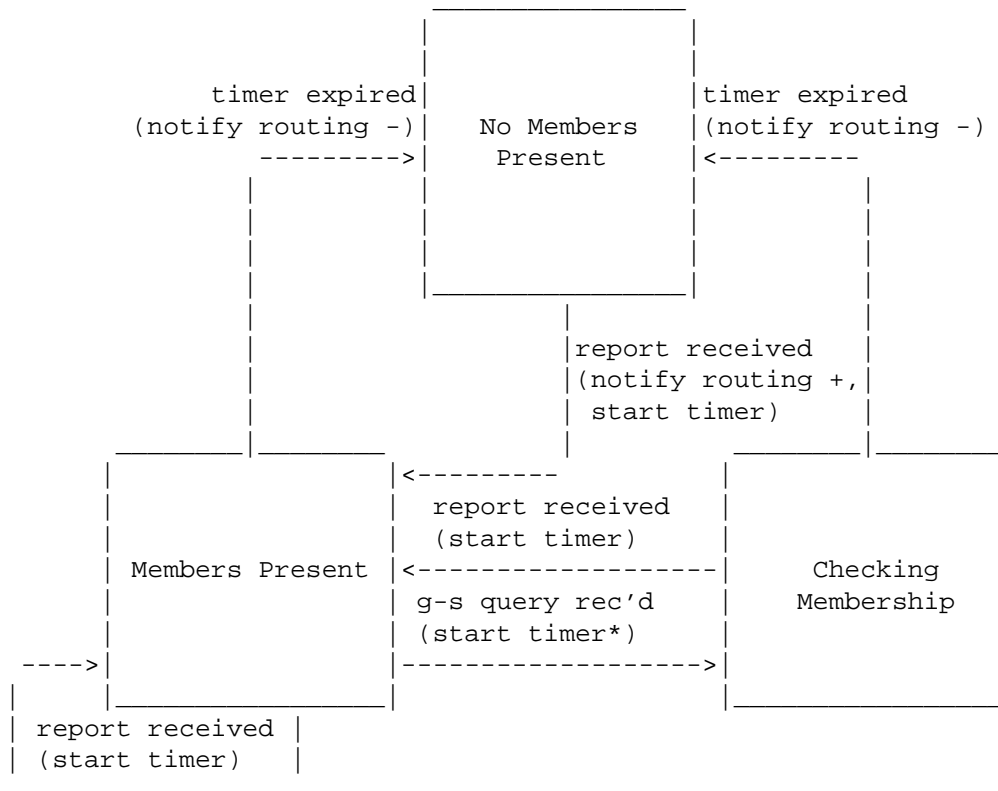 timer expired
(notify routing -)
No Members
Present
timer expired
(notify routing -)
report received
(notify routing +,
start timer)
report received
(start timer)
Members Present
g-s query rec’d
(start timer*)
Checking
Membership
report received
(start timer)